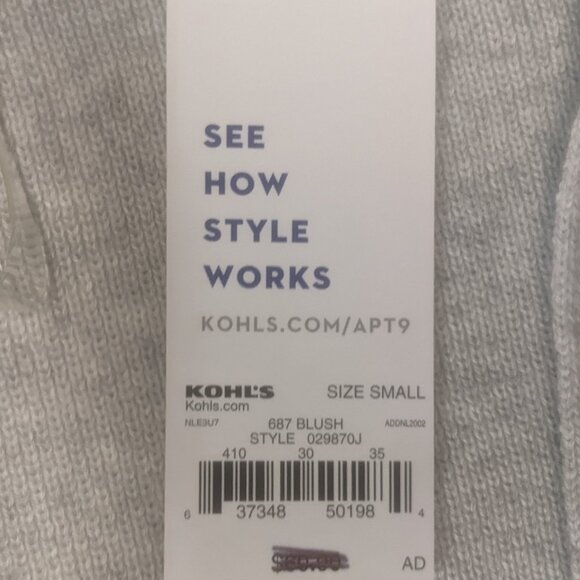 SEE
HOW
STYLE
WORKS
KOHLS.COM/APT9
KOHL'S SIZE SMALL
Kohls.com
NLE3U7 687 BLUSH ADDNL2002
STYLE 029870J
410 30 35
6 37348 50198 4
AD